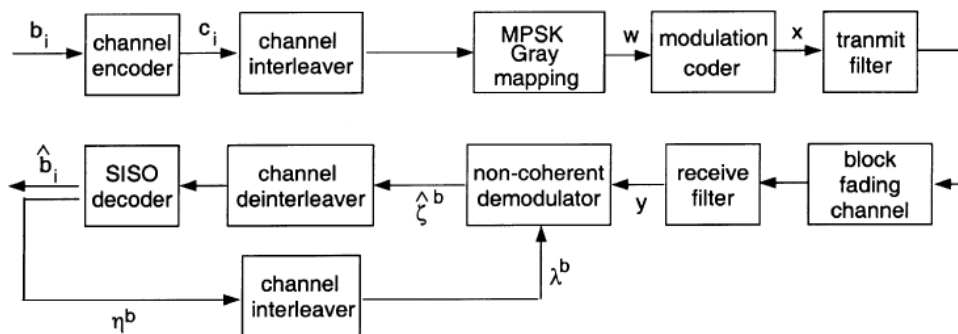 b_i
channel
encoder
c_i
channel
interleaver
MPSK
Gray
mapping
w
modulation
coder
x
tranmit
filter
b̂_i
SISO
decoder
channel
deinterleaver
ζ̂^b
non-coherent
demodulator
y
receive
filter
block
fading
channel
η^b
channel
interleaver
λ^b